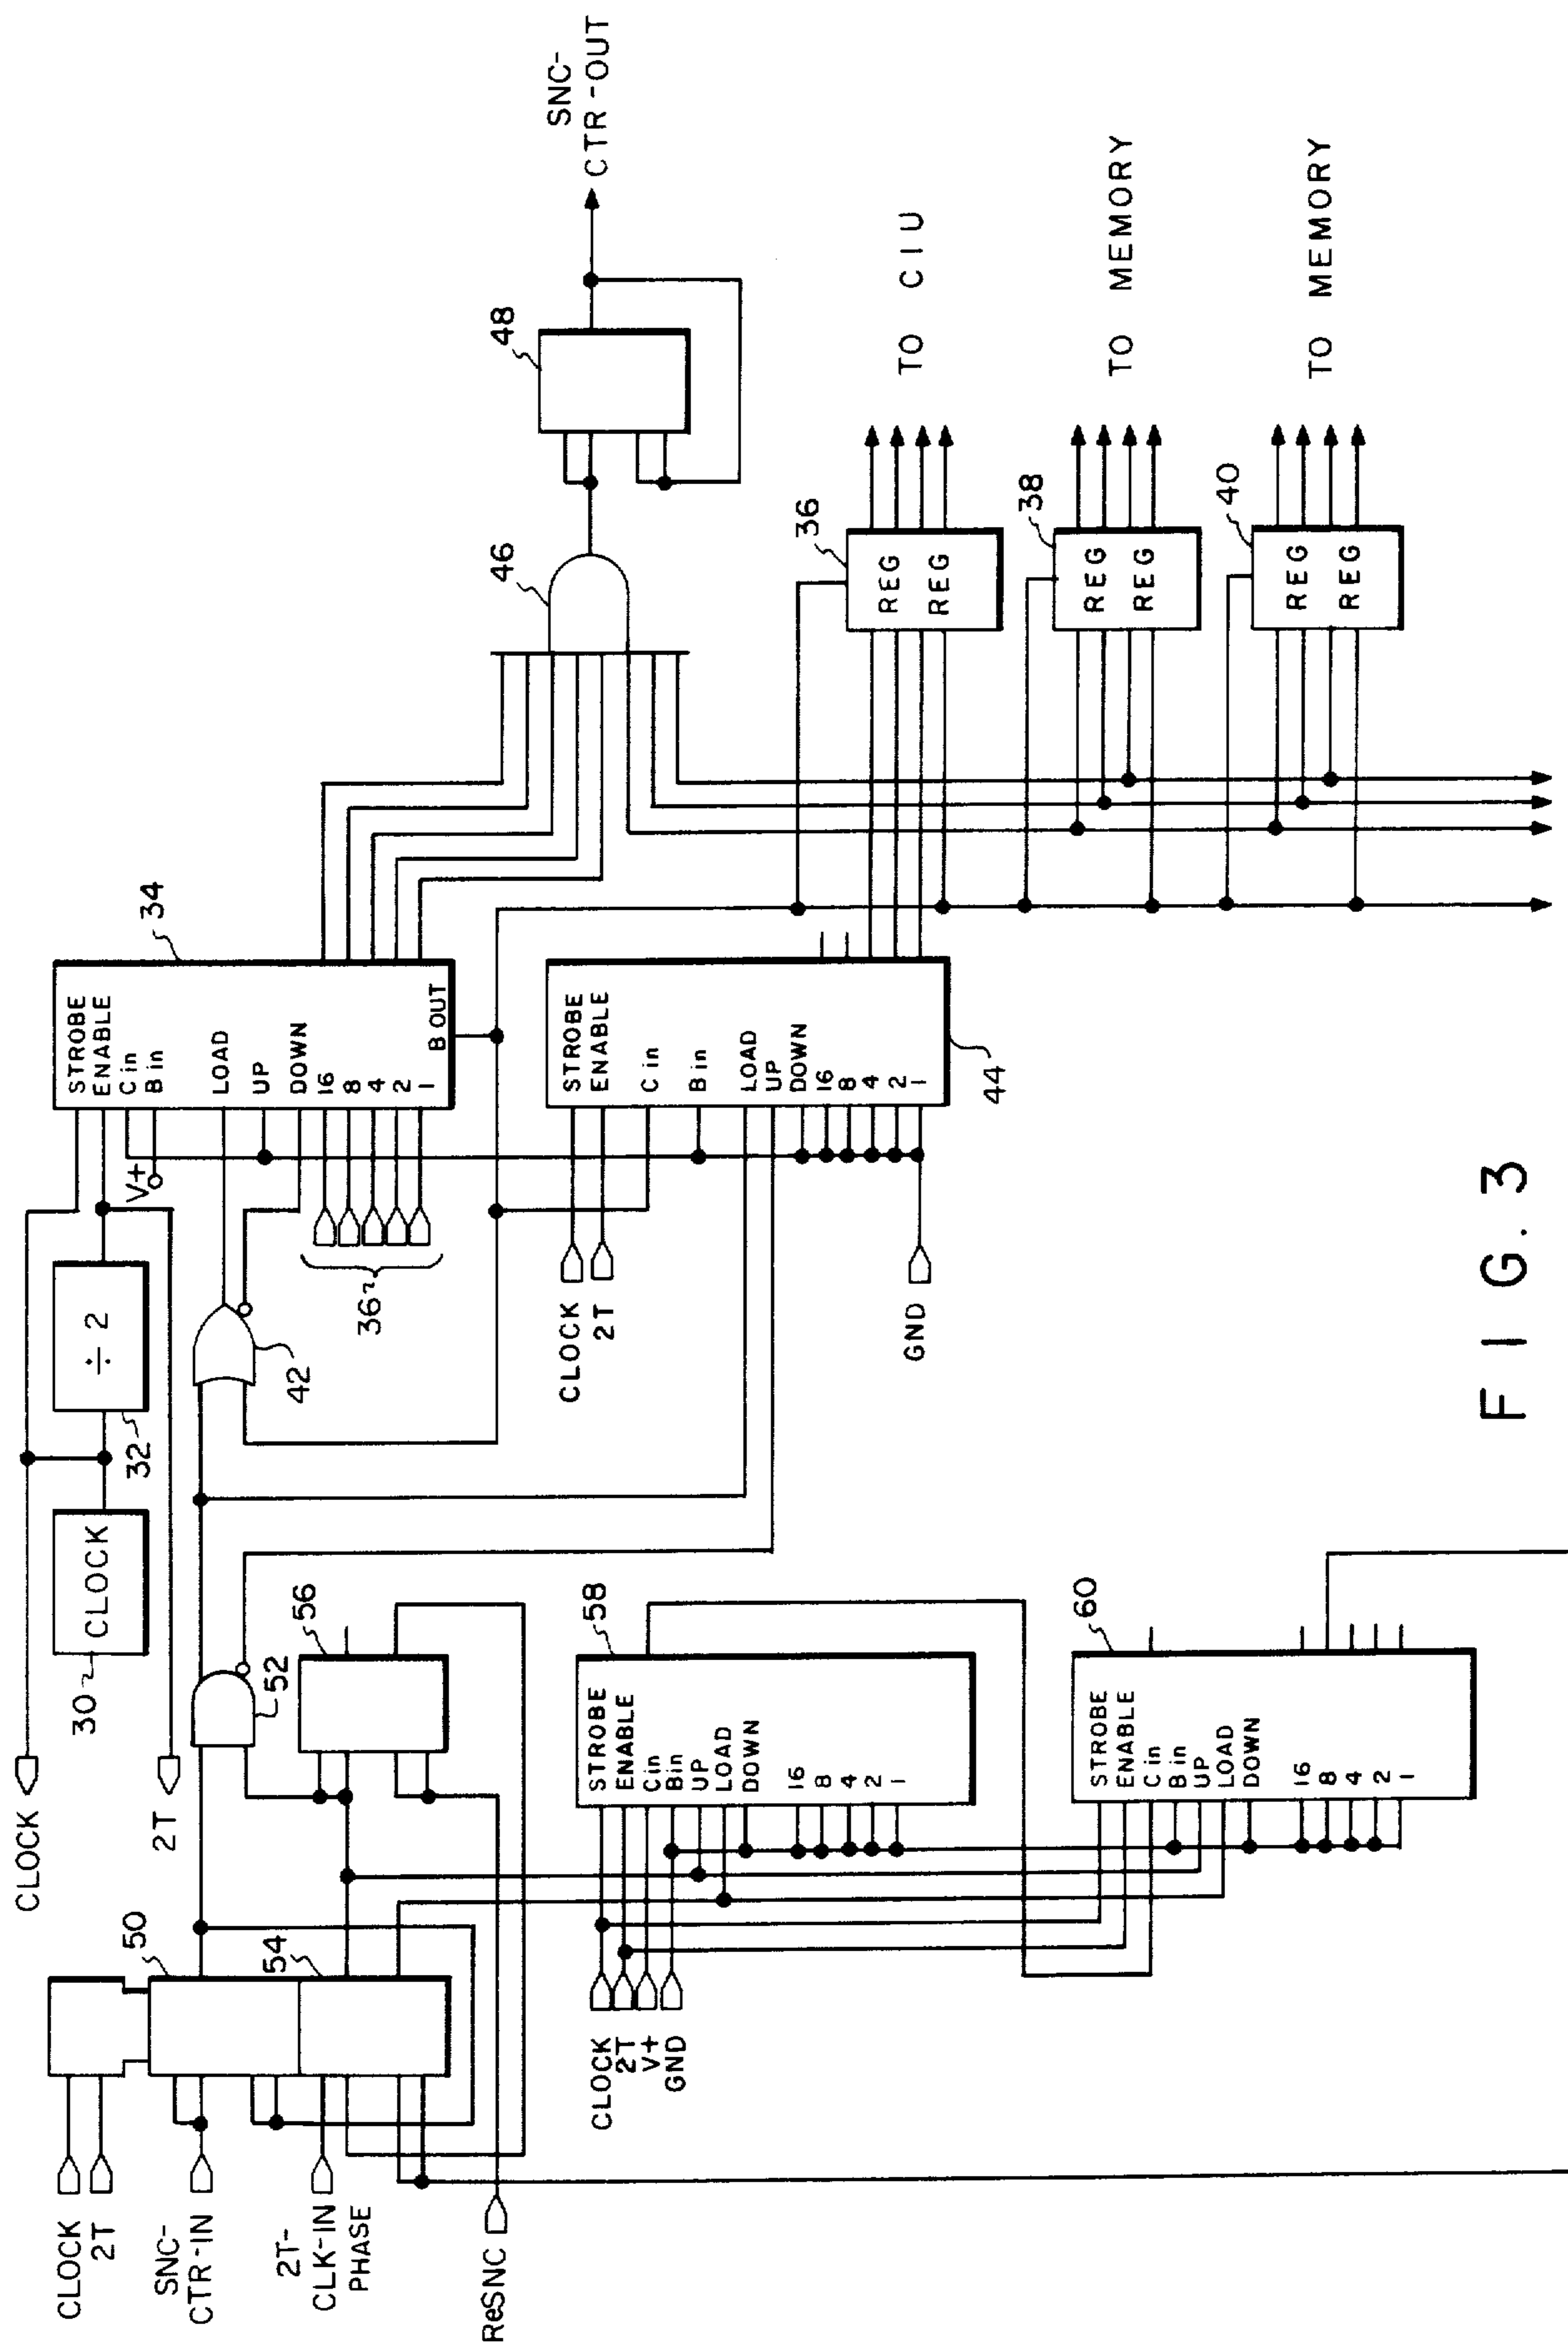 CLOCK
2T
30
CLOCK
32
÷ 2
V+
STROBE
ENABLE
C in
B in
LOAD
UP
DOWN
16
8
4
2
1
B OUT
34
36
42
46
48
SNC-
CTR-OUT
CLOCK
2T
SNC-
CTR-IN
2T-
CLK-IN
PHASE
ReSNC
50
54
52
56
CLOCK
2T
GND
STROBE
ENABLE
C in
B in
LOAD
UP
DOWN
16
8
4
2
1
44
36
REG
REG
TO CIU
38
REG
REG
TO MEMORY
40
REG
REG
TO MEMORY
CLOCK
2T
V+
GND
58
STROBE
ENABLE
Cin
Bin
UP
LOAD
DOWN
16
8
4
2
1
60
STROBE
ENABLE
C in
B in
UP
LOAD
DOWN
16
8
4
2
1
FIG. 3